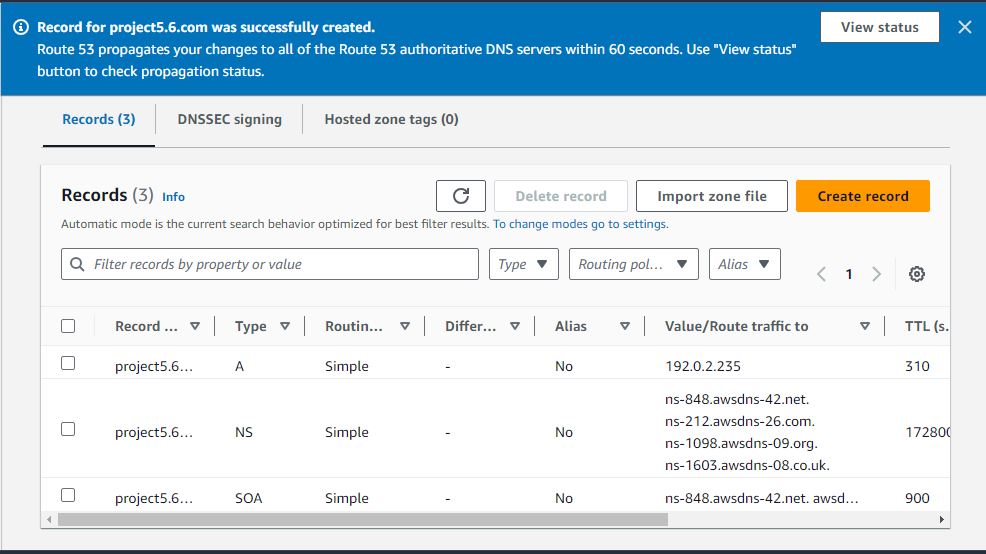 Record for project5.6.com was successfully created.
View status
Route 53 propagates your changes to all of the Route 53 authoritative DNS servers within 60 seconds. Use "View status"
button to check propagation status.
Records (3)
DNSSEC signing
Hosted zone tags (0)
Records (3) Info
Delete record
Import zone file
Create record
Automatic mode is the current search behavior optimized for best filter results. To change modes go to settings.
Filter records by property or value
Type
Routing pol...
Alias
1
Record ... Type Routin... Differ... Alias Value/Route traffic to TTL (s.
project5.6... A Simple - No 192.0.2.235 310
ns-848.awsdns-42.net.
ns-212.awsdns-26.com.
project5.6... NS Simple - No 172800
ns-1098.awsdns-09.org.
ns-1603.awsdns-08.co.uk.
project5.6... SOA Simple - No ns-848.awsdns-42.net. awsd... 900